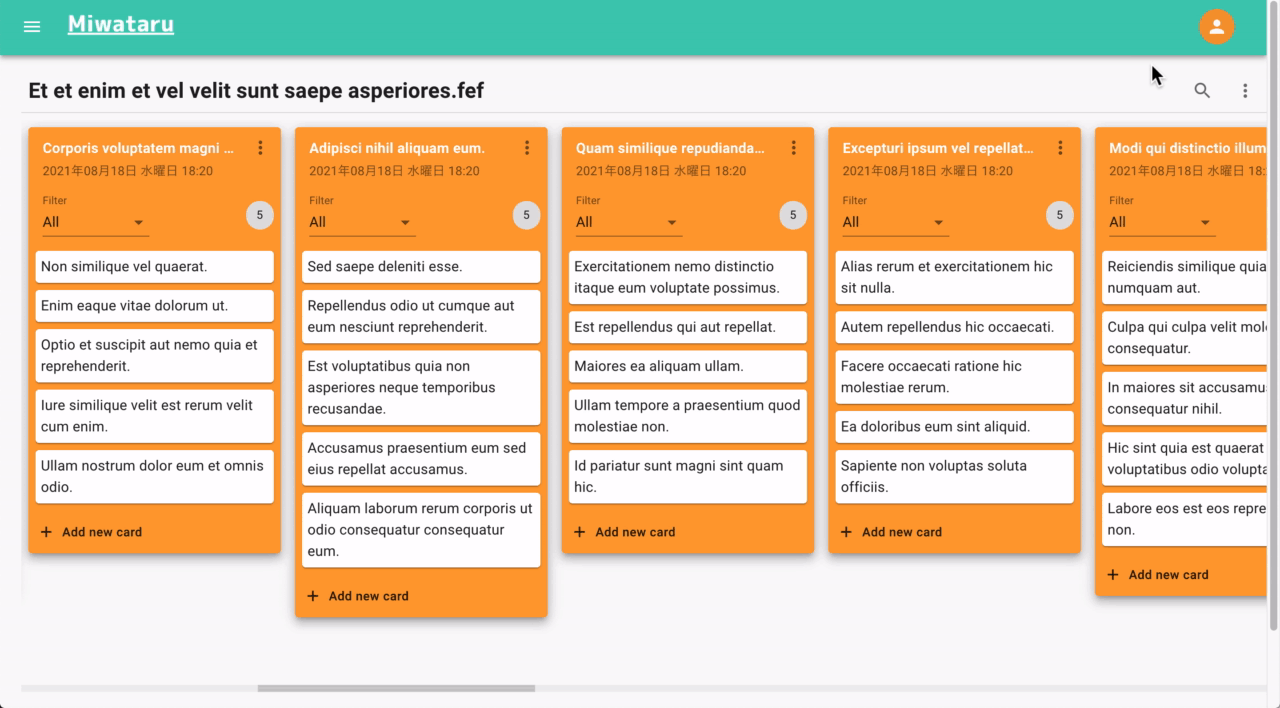 Miwataru
Et et enim et vel velit sunt saepe asperiores.fef
Corporis voluptatem magni ...
2021年08月18日 水曜日 18:20
Filter
All
5
Non similique vel quaerat.
Enim eaque vitae dolorum ut.
Optio et suscipit aut nemo quia et
reprehenderit.
Iure similique velit est rerum velit
cum enim.
Ullam nostrum dolor eum et omnis
odio.
+ Add new card
Adipisci nihil aliquam eum.
2021年08月18日 水曜日 18:20
Filter
All
5
Sed saepe deleniti esse.
Repellendus odio ut cumque aut
eum nesciunt reprehenderit.
Est voluptatibus quia non
asperiores neque temporibus
recusandae.
Accusamus praesentium eum sed
eius repellat accusamus.
Aliquam laborum rerum corporis ut
odio consequatur consequatur
eum.
+ Add new card
Quam similique repudianda...
2021年08月18日 水曜日 18:20
Filter
All
5
Exercitationem nemo distinctio
itaque eum voluptate possimus.
Est repellendus qui aut repellat.
Maiores ea aliquam ullam.
Ullam tempore a praesentium quod
molestiae non.
Id pariatur sunt magni sint quam
hic.
+ Add new card
Excepturi ipsum vel repellat...
2021年08月18日 水曜日 18:20
Filter
All
5
Alias rerum et exercitationem hic
sit nulla.
Autem repellendus hic occaecati.
Facere occaecati ratione hic
molestiae rerum.
Ea doloribus eum sint aliquid.
Sapiente non voluptas soluta
officiis.
+ Add new card
Modi qui distinctio illum
2021年08月18日 水曜日 18:
Filter
All
Reiciendis similique quia
numquam aut.
Culpa qui culpa velit
consequatur.
In maiores sit
consequatur nihil.
Hic sint quia est quaerat
voluptatibus odio
Labore eos est eos
non.
+ Add new card